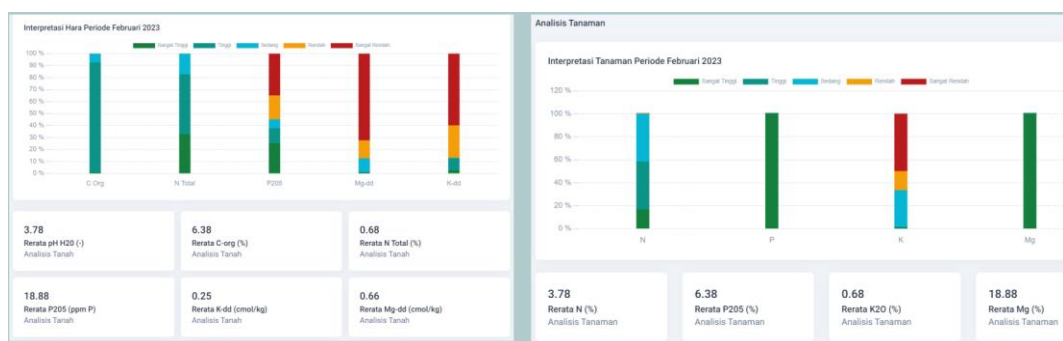 Interpretasi Hara Periode Februari 2023
Sangat Tinggi Tinggi Sedang Rendah Sangat Rendah
100 %
90 %
80 %
70 %
60 %
50 %
40 %
30 %
20 %
10 %
0 %
C Org N Total P205 Mg-dd K-dd
3.78
Rerata pH H20 (-)
Analisis Tanah
6.38
Rerata C-org (%)
Analisis Tanah
0.68
Rerata N Total (%)
Analisis Tanah
18.88
Rerata P205 (ppm P)
Analisis Tanah
0.25
Rerata K-dd (cmol/kg)
Analisis Tanah
0.66
Rerata Mg-dd (cmol/kg)
Analisis Tanah
Analisis Tanaman
Interpretasi Tanaman Periode Februari 2023
Sangat Tinggi Tinggi Sedang Rendah Sangat Rendah
120 %
100 %
80 %
60 %
40 %
20 %
0 %
N P K Mg
3.78
Rerata N (%)
Analisis Tanaman
6.38
Rerata P205 (%)
Analisis Tanaman
0.68
Rerata K2O (%)
Analisis Tanaman
18.88
Rerata Mg (%)
Analisis Tanaman